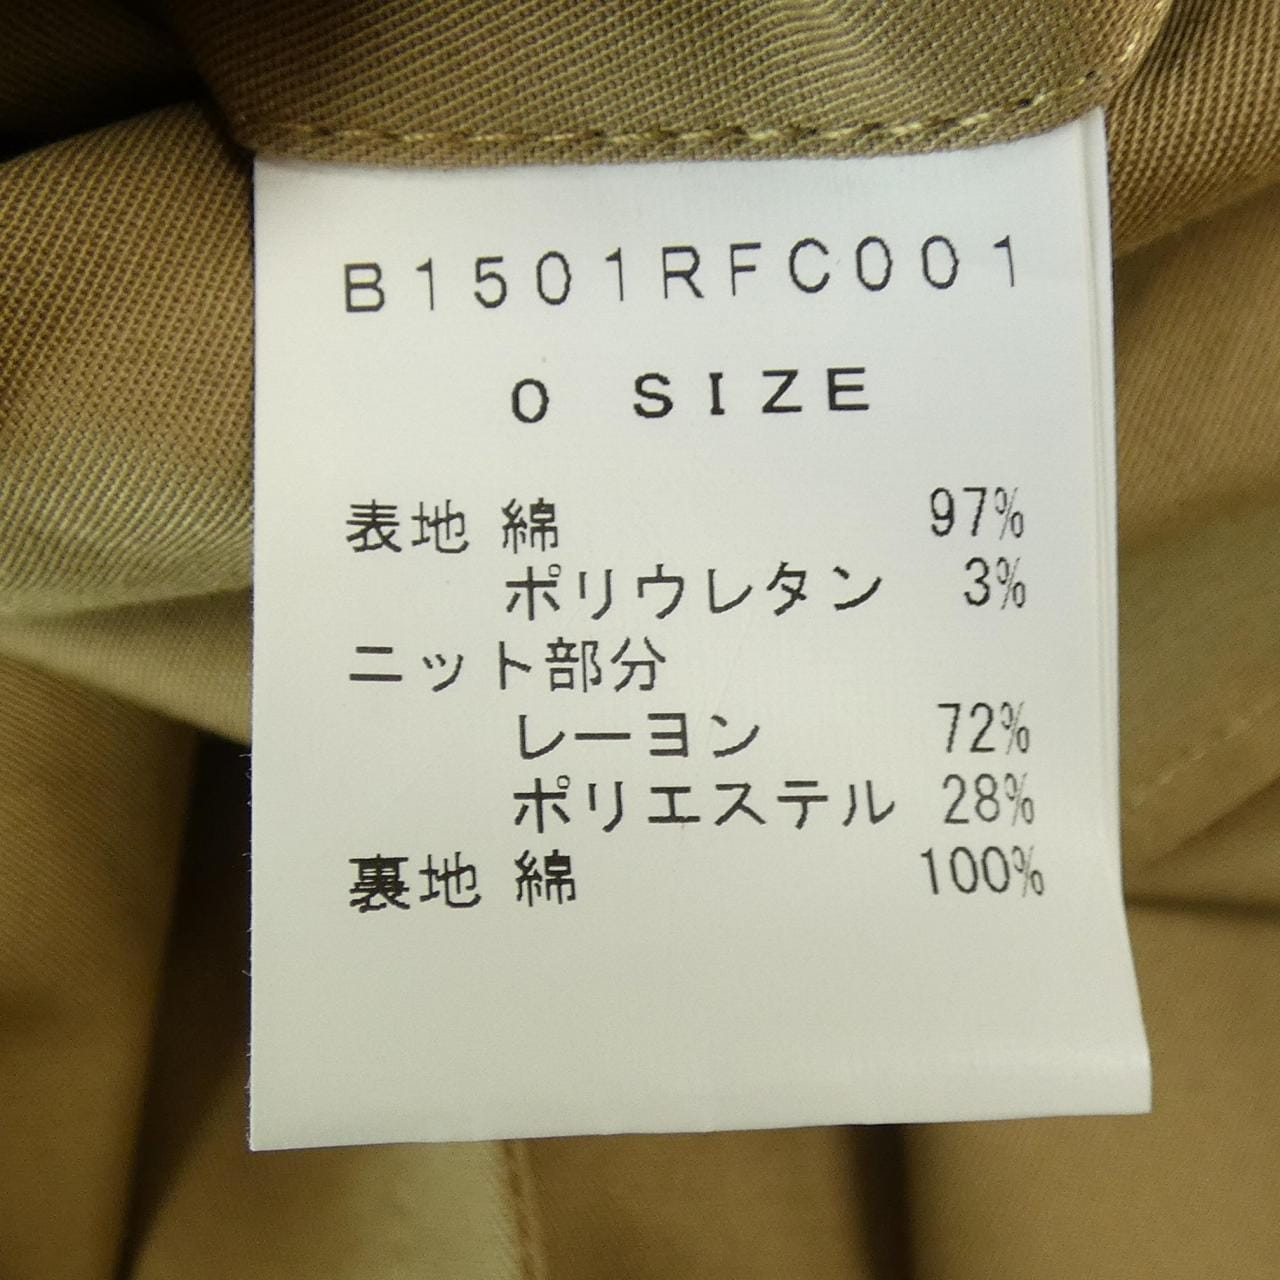 B1501RFC001
0 SIZE
表地 綿 97%
ポリウレタン 3%
ニット部分
レーヨン 72%
ポリエステル 28%
裏地 綿 100%